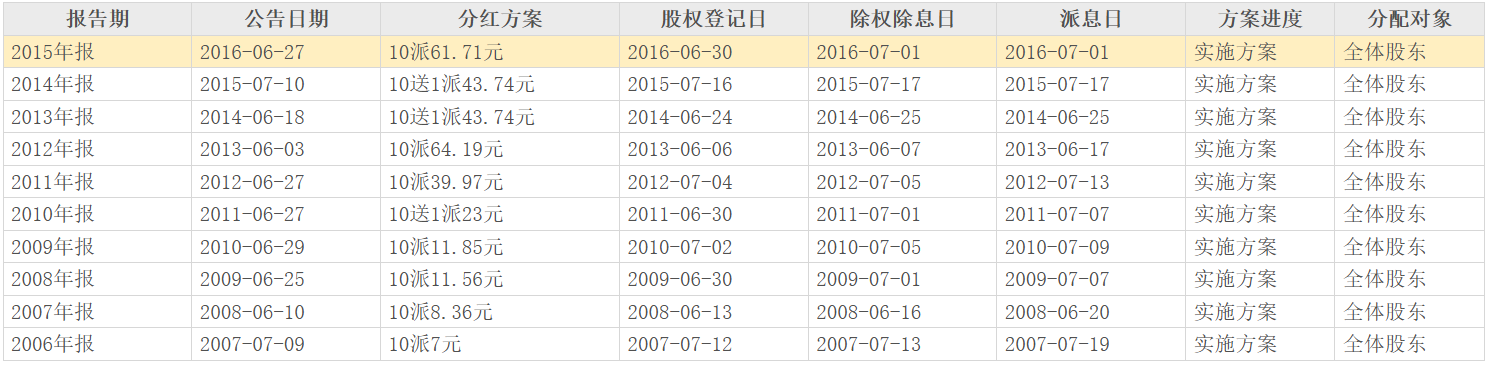 报告期 公告日期 分红方案 股权登记日 除权除息日 派息日 方案进度 分配对象
2015年报 2016-06-27 10派61.71元 2016-06-30 2016-07-01 2016-07-01 实施方案 全体股东
2014年报 2015-07-10 10送1派43.74元 2015-07-16 2015-07-17 2015-07-17 实施方案 全体股东
2013年报 2014-06-18 10送1派43.74元 2014-06-24 2014-06-25 2014-06-25 实施方案 全体股东
2012年报 2013-06-03 10派64.19元 2013-06-06 2013-06-07 2013-06-17 实施方案 全体股东
2011年报 2012-06-27 10派39.97元 2012-07-04 2012-07-05 2012-07-13 实施方案 全体股东
2010年报 2011-06-27 10送1派23元 2011-06-30 2011-07-01 2011-07-07 实施方案 全体股东
2009年报 2010-06-29 10派11.85元 2010-07-02 2010-07-05 2010-07-09 实施方案 全体股东
2008年报 2009-06-25 10派11.56元 2009-06-30 2009-07-01 2009-07-07 实施方案 全体股东
2007年报 2008-06-10 10派8.36元 2008-06-13 2008-06-16 2008-06-20 实施方案 全体股东
2006年报 2007-07-09 10派7元 2007-07-12 2007-07-13 2007-07-19 实施方案 全体股东